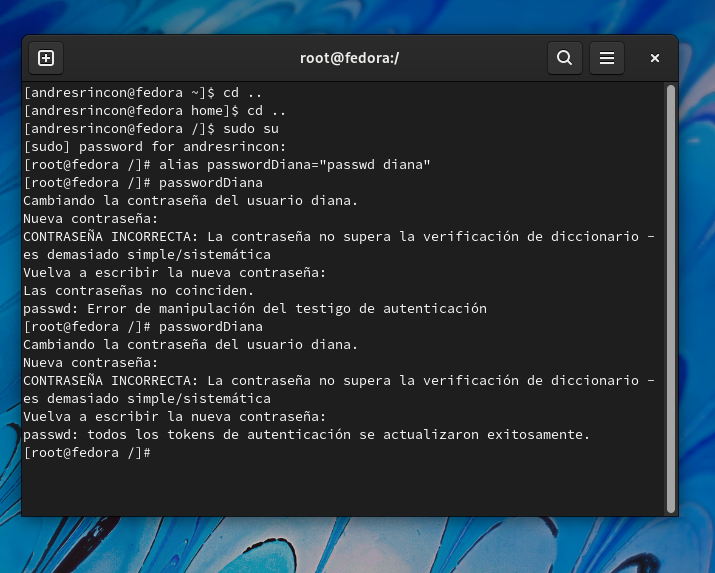 root@fedora:/
[andresrincon@fedora ~]$ cd ..
[andresrincon@fedora home]$ cd ..
[andresrincon@fedora /]$ sudo su
[sudo] password for andresrincon:
[root@fedora /]# alias passwordDiana="passwd diana"
[root@fedora /]# passwordDiana
Cambiando la contraseña del usuario diana.
Nueva contraseña:
CONTRASEÑA INCORRECTA: La contraseña no supera la verificación de diccionario -
es demasiado simple/sistemática
Vuelva a escribir la nueva contraseña:
Las contraseñas no coinciden.
passwd: Error de manipulación del testigo de autenticación
[root@fedora /]# passwordDiana
Cambiando la contraseña del usuario diana.
Nueva contraseña:
CONTRASEÑA INCORRECTA: La contraseña no supera la verificación de diccionario -
es demasiado simple/sistemática
Vuelva a escribir la nueva contraseña:
passwd: todos los tokens de autenticación se actualizaron exitosamente.
[root@fedora /]#